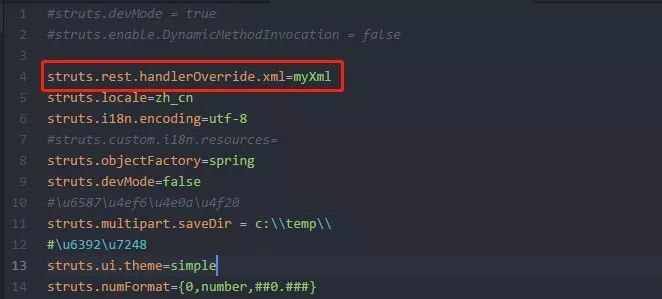 1 #struts.devMode = true
2 #struts.enable.DynamicMethodInvocation = false
3
4 struts.rest.handlerOverride.xml=myXml
5 struts.locale=zh_cn
6 struts.i18n.encoding=utf-8
7 #struts.custom.i18n.resources=
8 struts.objectFactory=spring
9 struts.devMode=false
10 #\u6587\u4ef6\u4e0a\u4f20
11 struts.multipart.saveDir = c:\\temp\\
12 #\u6392\u7248
13 struts.ui.theme=simple
14 struts.numFormat={0,number,##0.###}